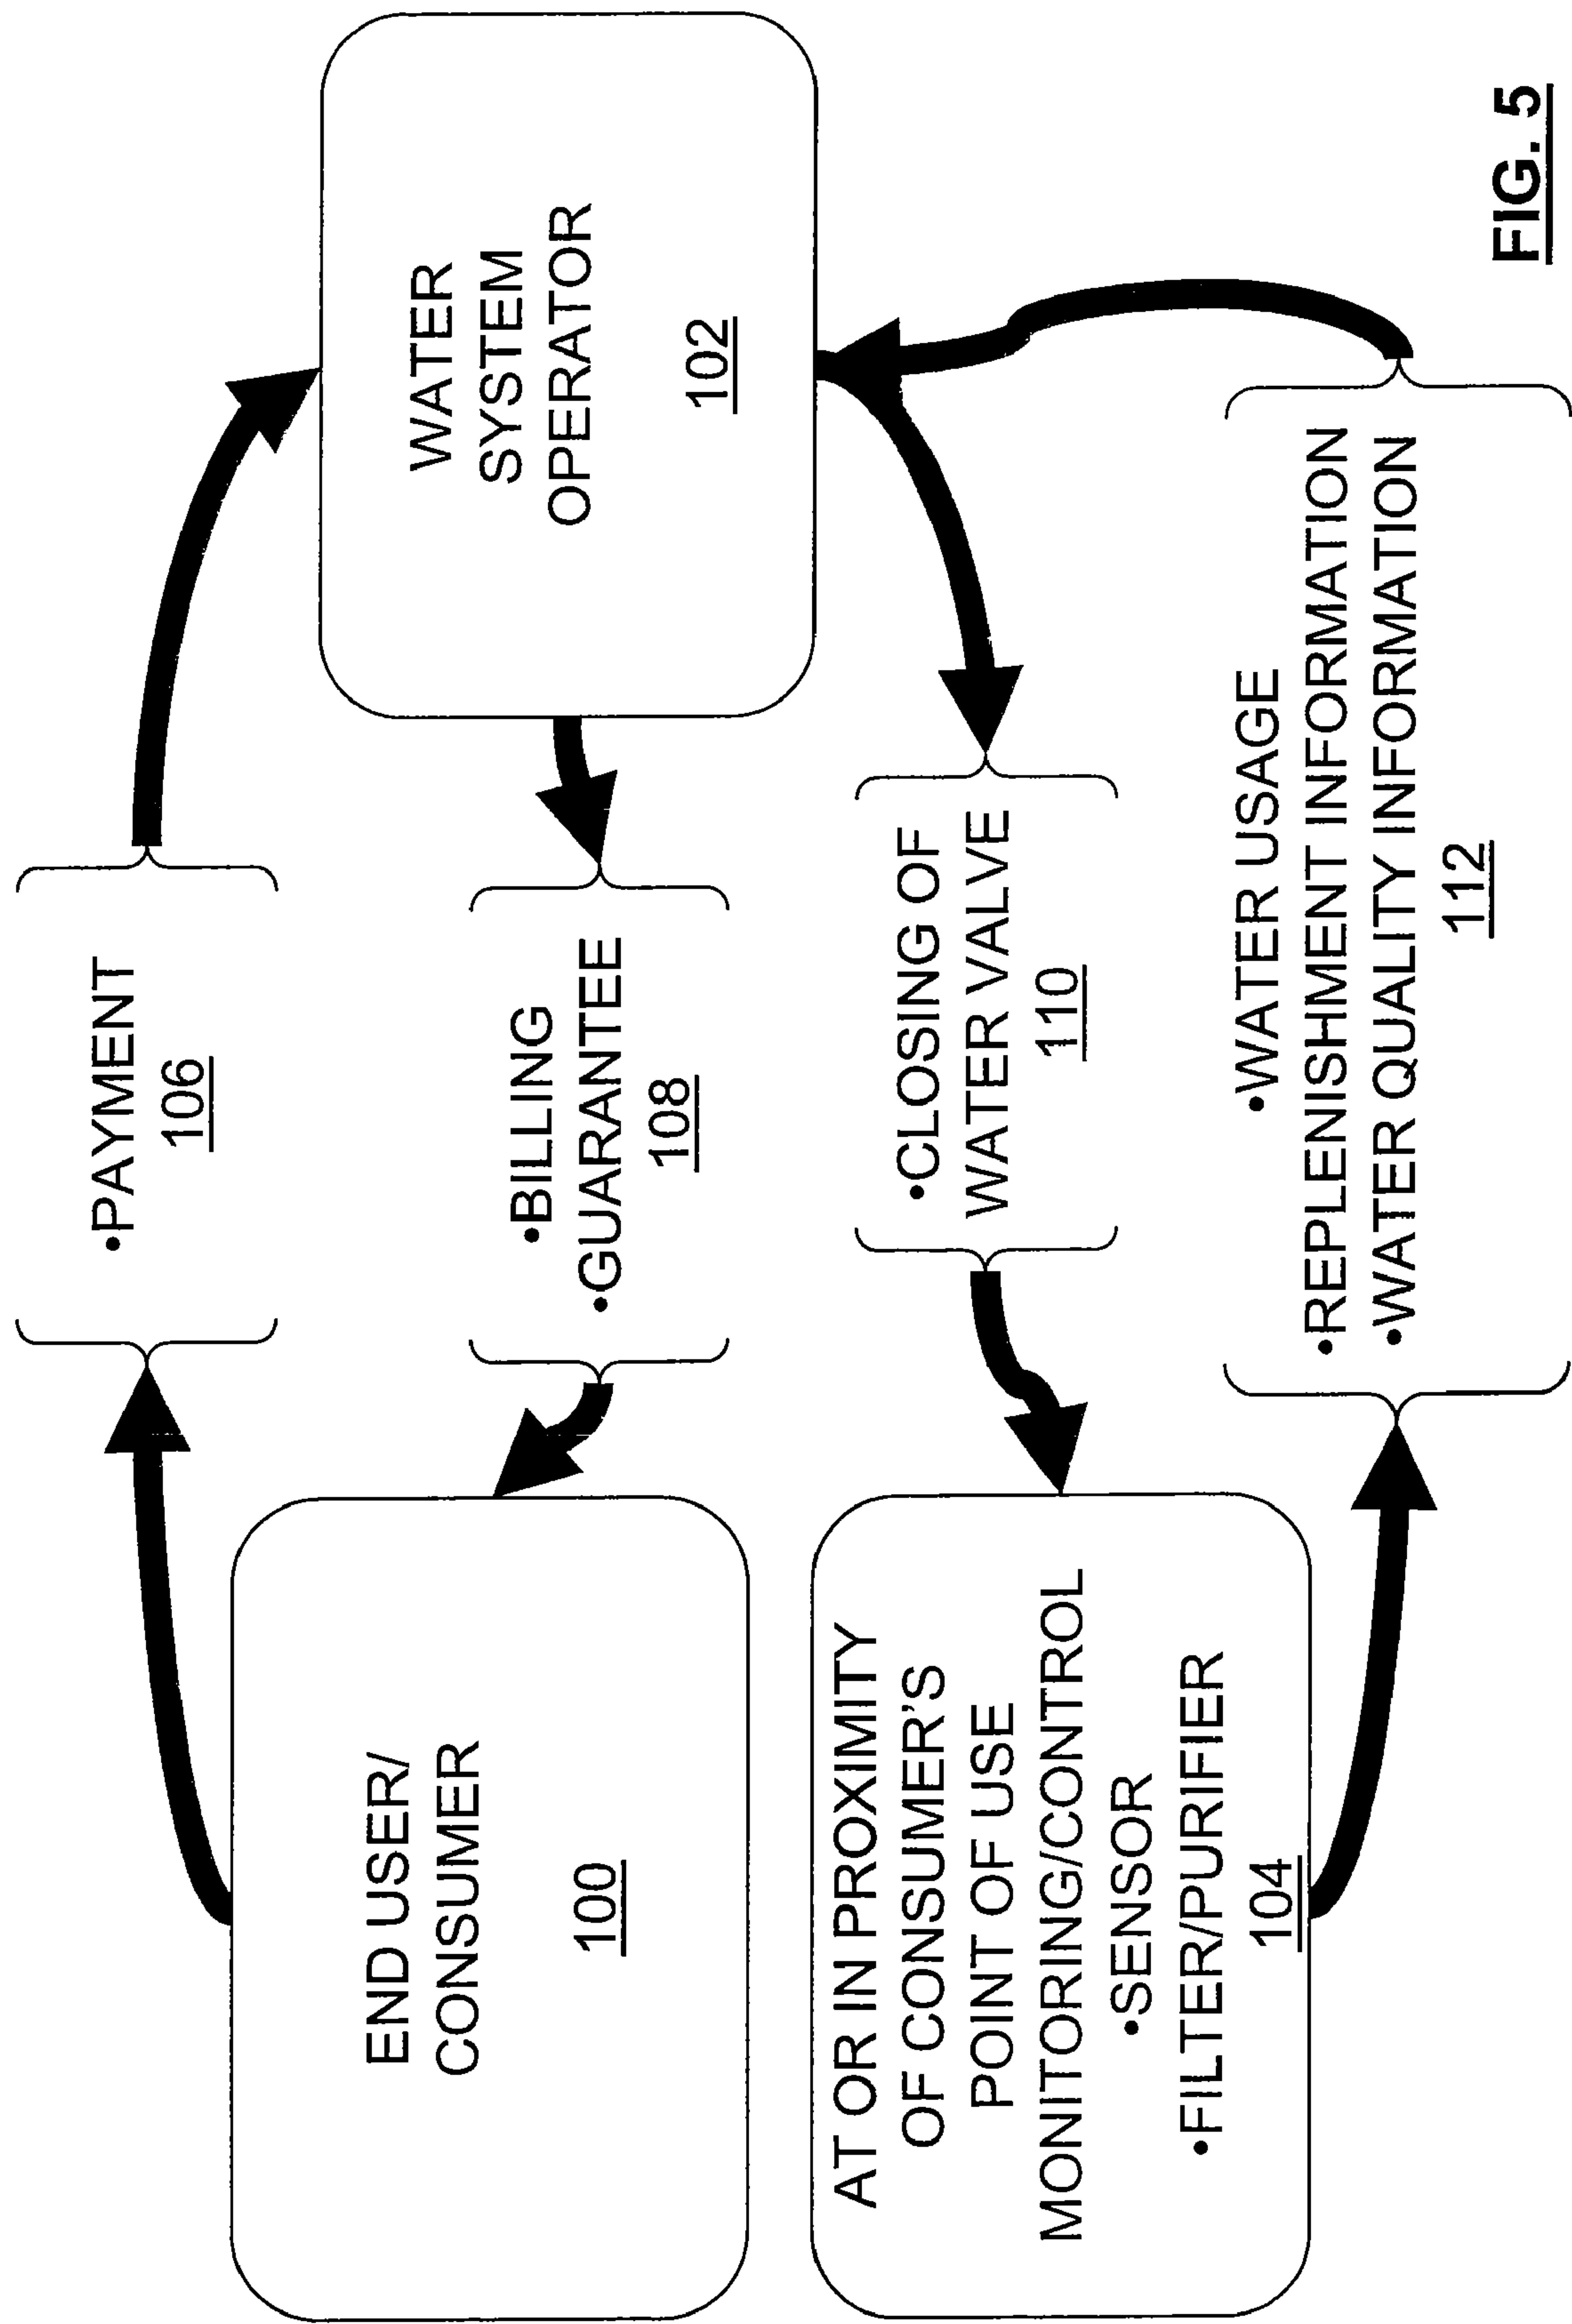 •PAYMENT
106
END USER/
CONSUMER
100
•BILLING
•GUARANTEE
108
WATER
SYSTEM
OPERATOR
102
•CLOSING OF
WATER VALVE
110
AT OR IN PROXIMITY
OF CONSUMER'S
POINT OF USE
MONITORING/CONTROL
•SENSOR
•FILTER/PURIFIER
104
•WATER USAGE
•REPLENISHMENT INFORMATION
•WATER QUALITY INFORMATION
112
FIG. 5